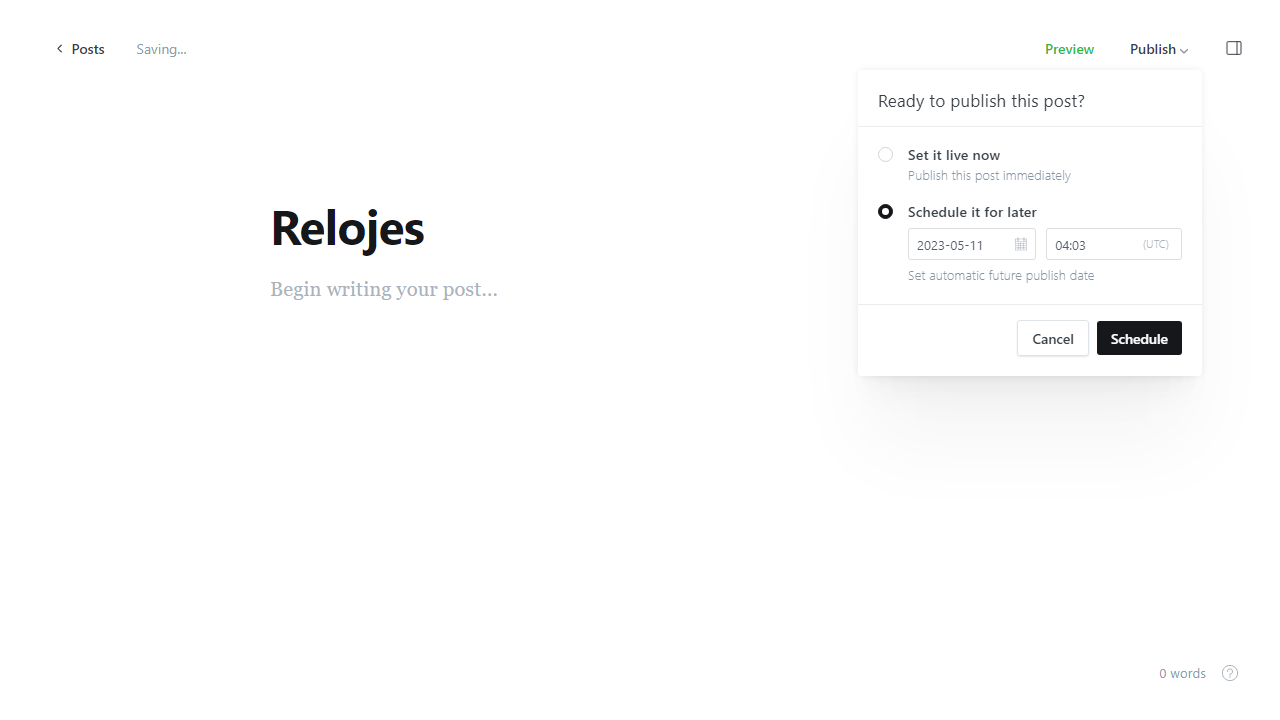 Posts
Saving...
Preview
Publish
Ready to publish this post?
Set it live now
Publish this post immediately
Schedule it for later
2023-05-11
04:03
(UTC)
Set automatic future publish date
Cancel
Schedule
Relojes
Begin writing your post...
0 words
?